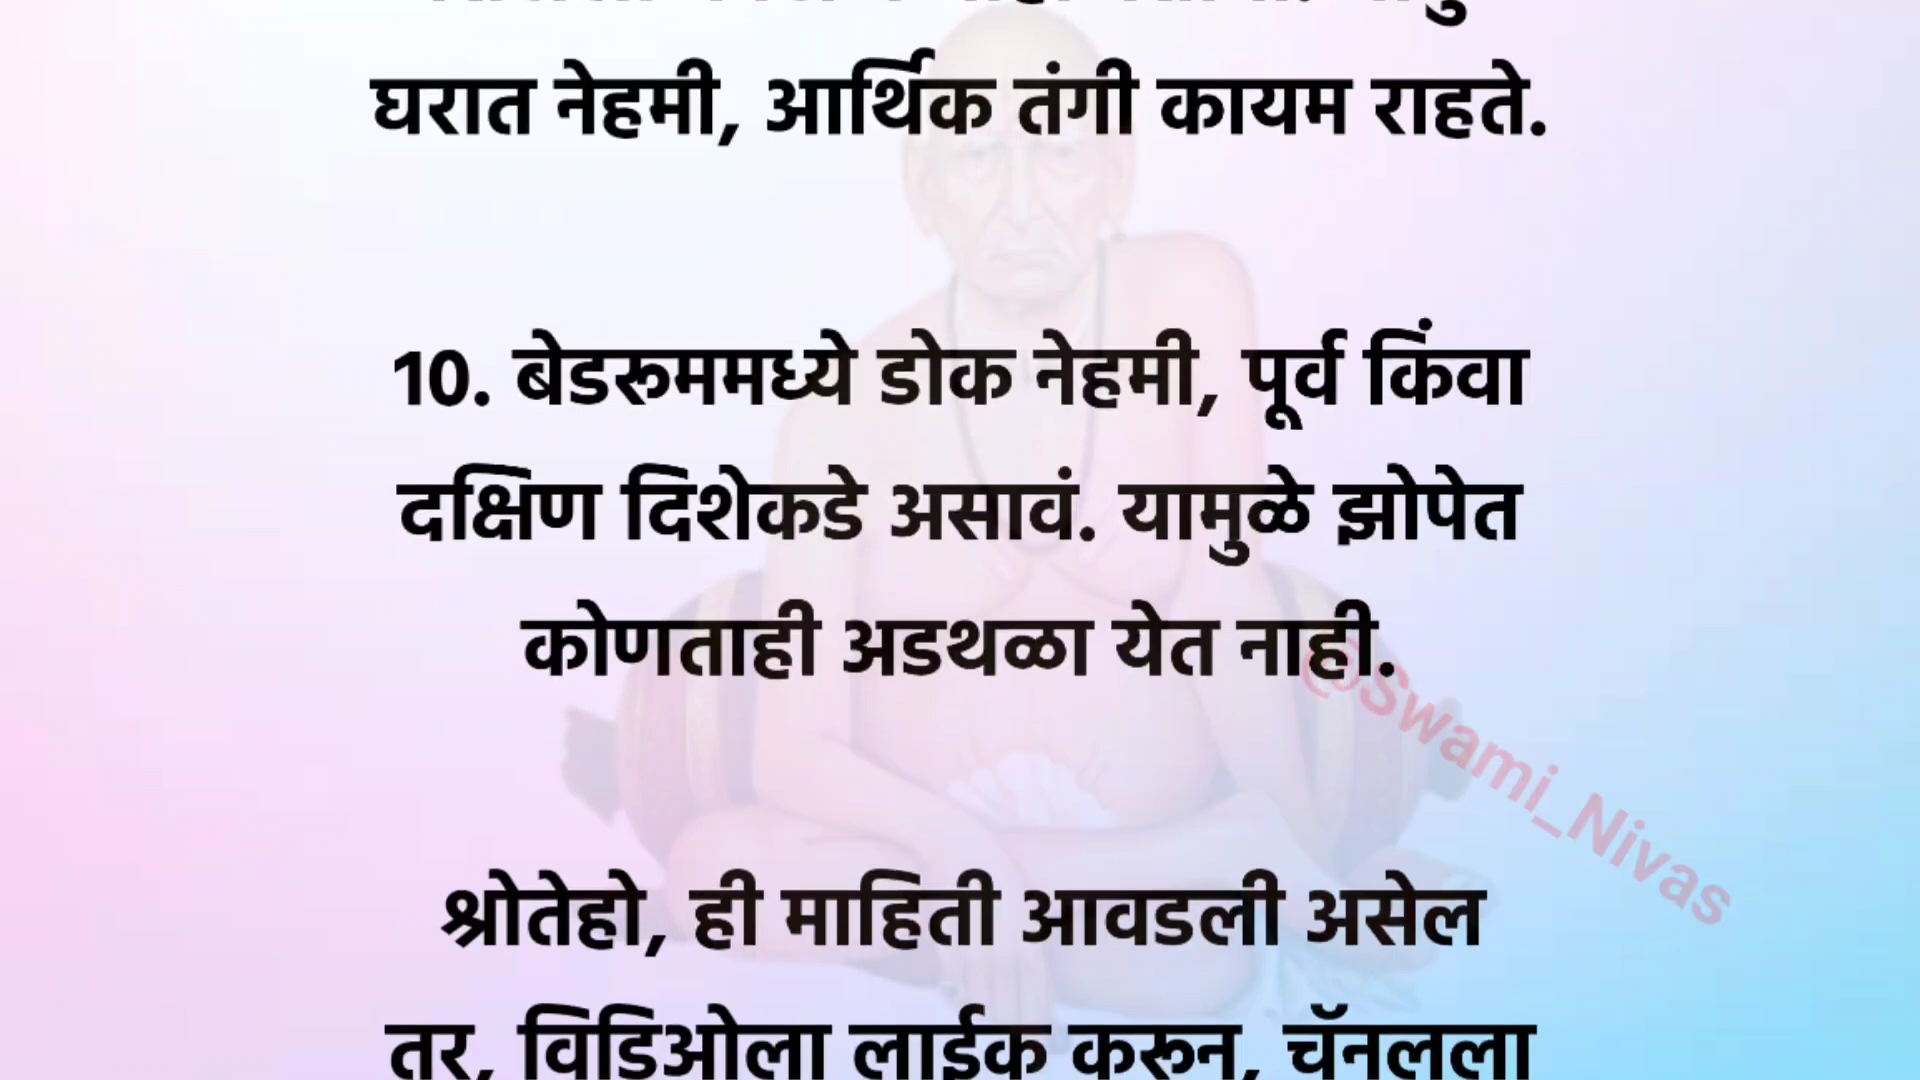 घरात नेहमी, आर्थिक तंगी कायम राहते.
10. बेडरूममध्ये डोक नेहमी, पूर्व किंवा
दक्षिण दिशेकडे असावं. यामुळे झोपेत
कोणताही अडथळा येत नाही.
@Swami_Nivas
श्रोतेहो, ही माहिती आवडली असेल
तर, विडिओला लाईक करून, चॅनलला